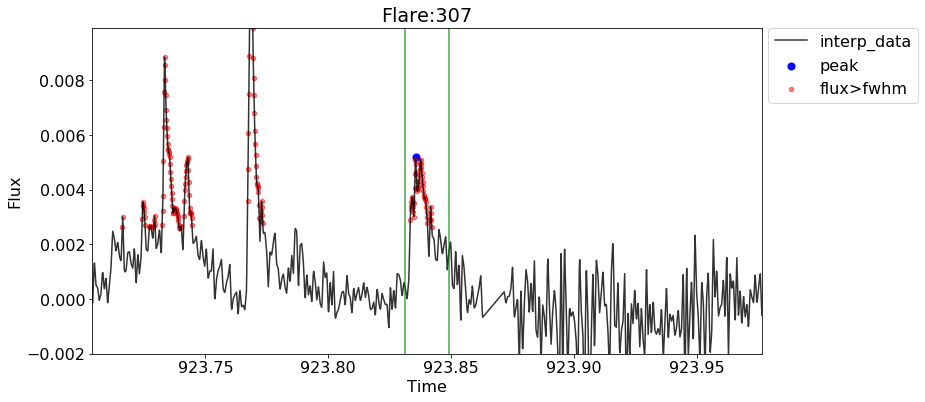 Flare:307
interp_data
peak
flux>fwhm
Flux
0.008
0.006
0.004
0.002
0.000
−0.002
923.75
923.80
923.85
923.90
923.95
Time